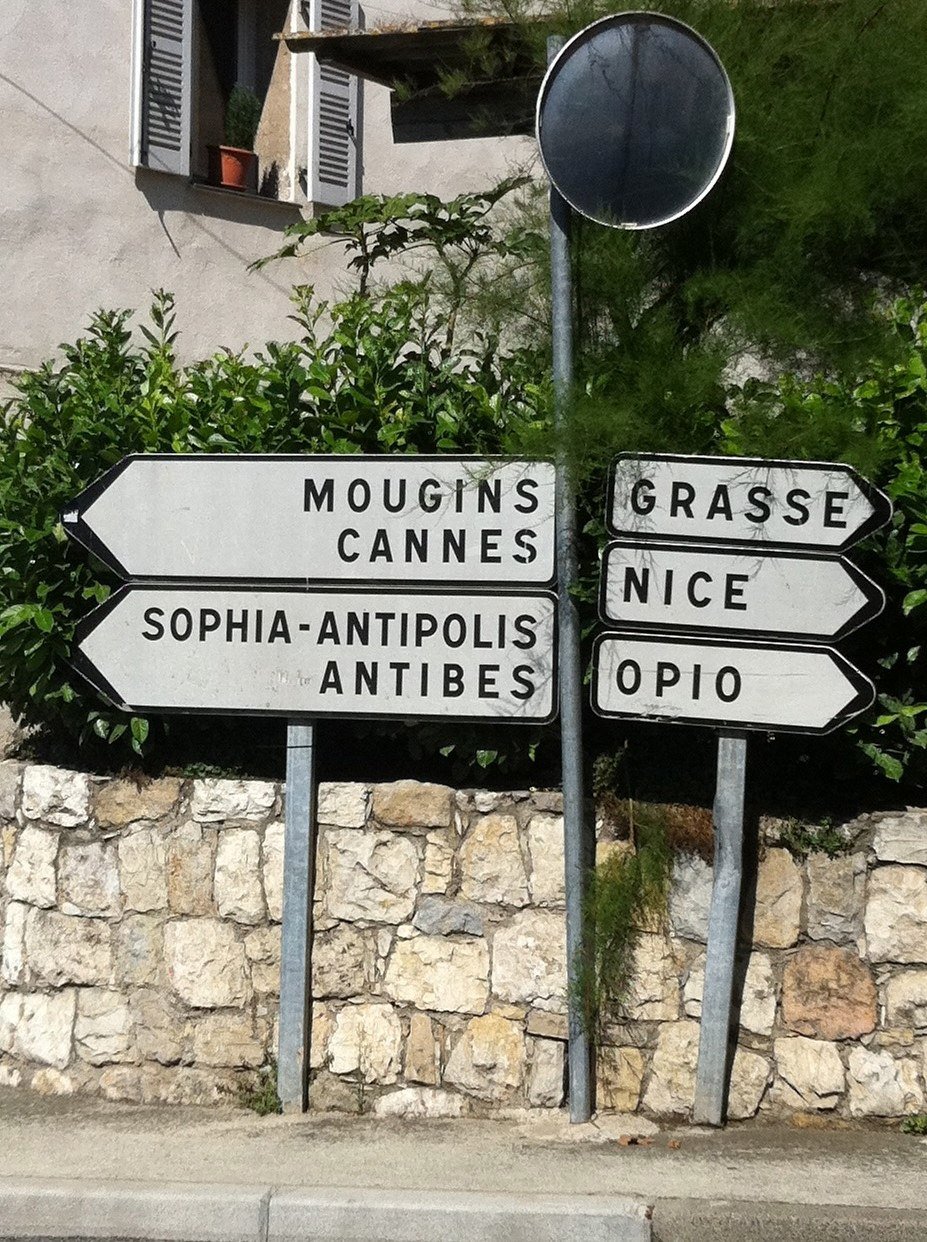 MOUGINS
CANNES
SOPHIA-ANTIPOLIS
ANTIBES
GRASSE
NICE
OPIO